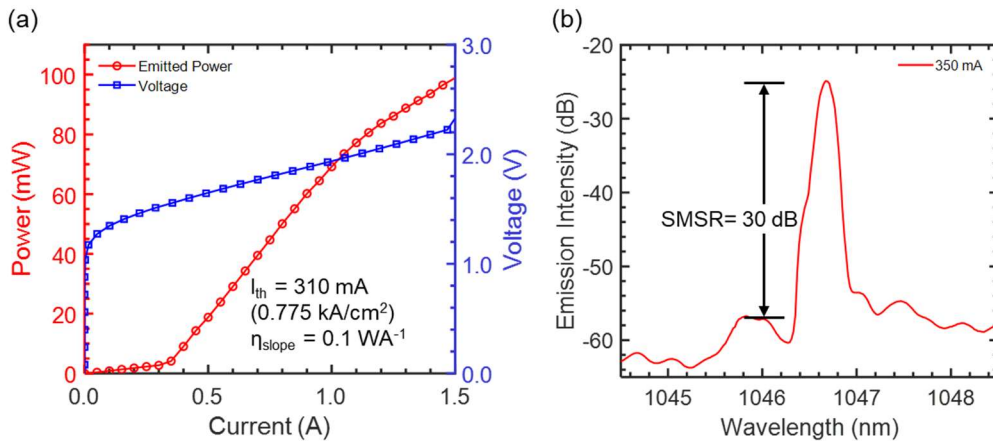 (a)
Emitted Power
Voltage
Power (mW)
100
80
60
40
20
0
3.0
2.0
1.0
0.0
Voltage (V)
I_th = 310 mA
(0.775 kA/cm²)
η_slope = 0.1 WA⁻¹
0.0 0.5 1.0 1.5
Current (A)
(b)
350 mA
Emission Intensity (dB)
-20
-30
-40
-50
-60
SMSR= 30 dB
1045 1046 1047 1048
Wavelength (nm)